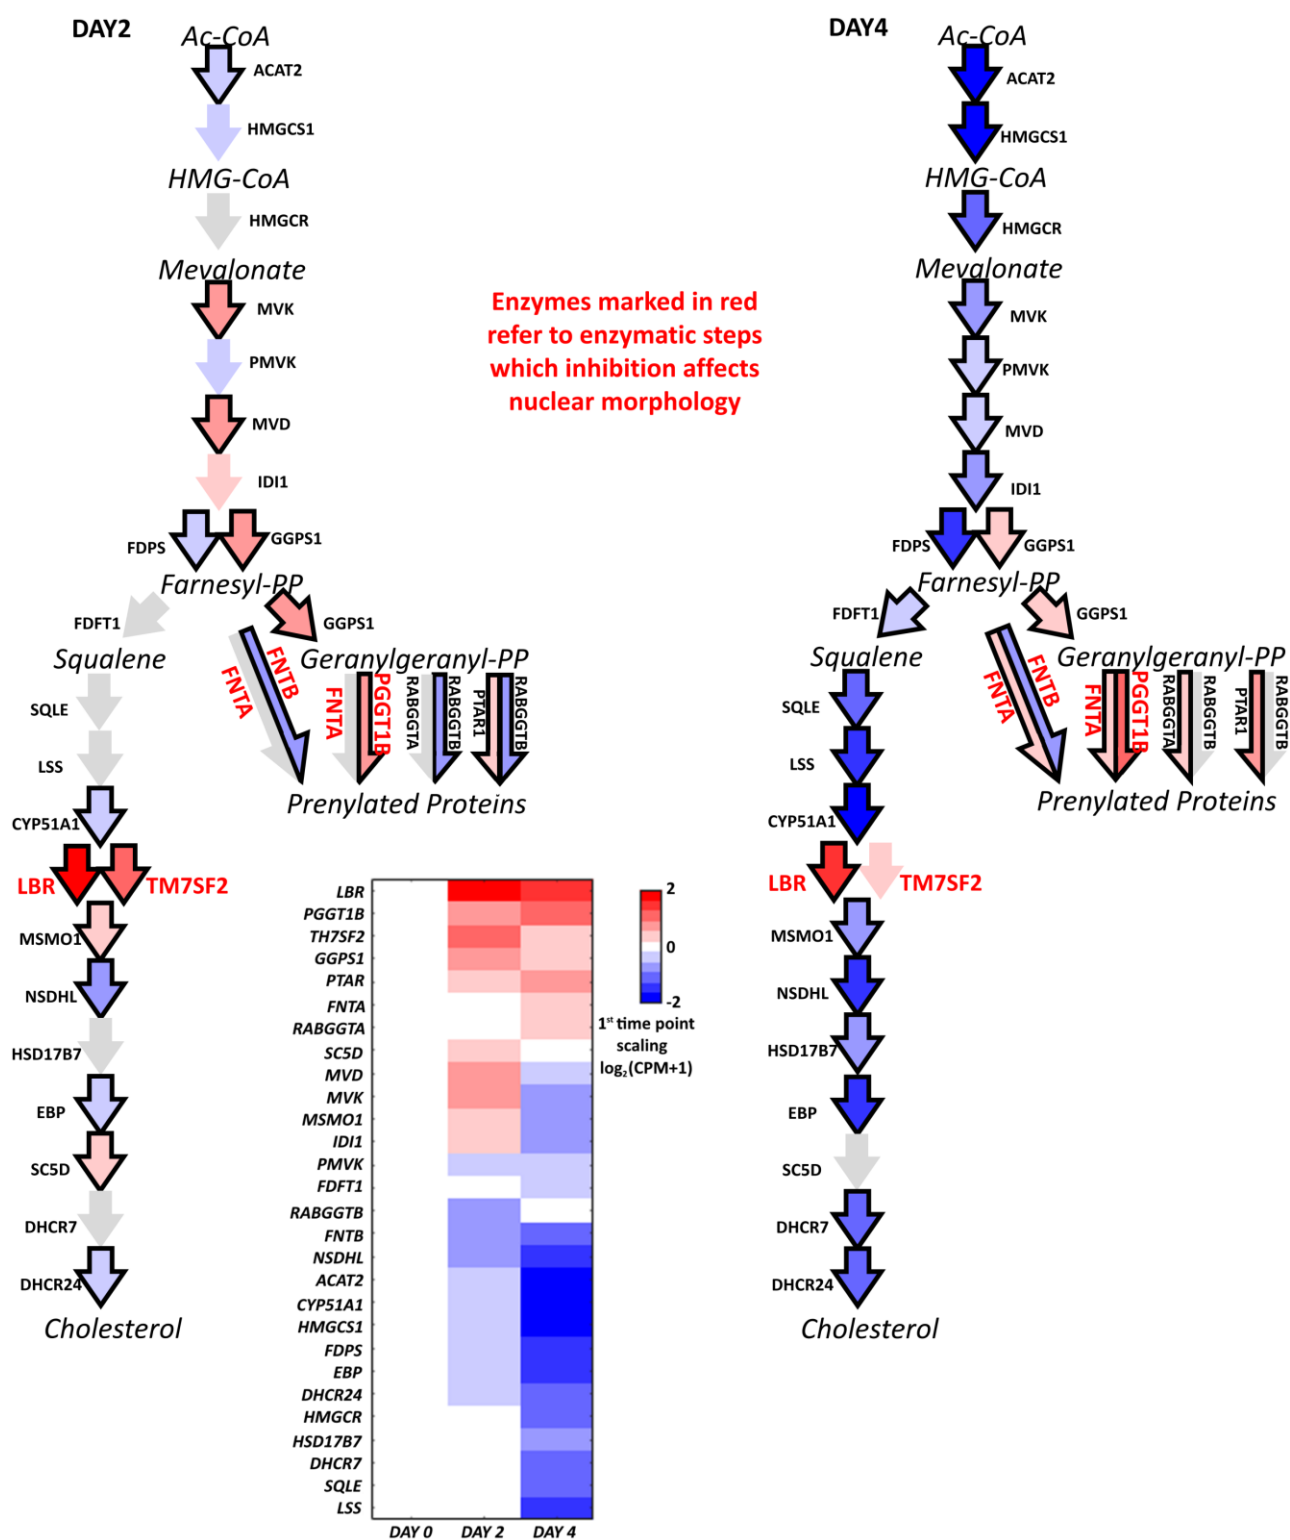 DAY2
Ac-CoA
ACAT2
HMGCS1
HMG-CoA
HMGCR
Mevalonate
MVK
PMVK
MVD
IDI1
FDPS
GGPS1
Farnesyl-PP
FDFT1
GGPS1
Squalene
Geranylgeranyl-PP
FNTA
FNTB
FNTA
PGGT1B
RABGGTA
RABGGTB
PTAR1
RABGGTB
SQLE
LSS
Prenylated Proteins
CYP51A1
LBR
TM7SF2
MSMO1
NSDHL
HSD17B7
EBP
SC5D
DHCR7
DHCR24
Cholesterol
Enzymes marked in red
refer to enzymatic steps
which inhibition affects
nuclear morphology
DAY4
Ac-CoA
ACAT2
HMGCS1
HMG-CoA
HMGCR
Mevalonate
MVK
PMVK
MVD
IDI1
FDPS
GGPS1
Farnesyl-PP
FDFT1
GGPS1
Squalene
Geranylgeranyl-PP
FNTA
FNTB
FNTA
PGGT1B
RABGGTA
RABGGTB
PTAR1
RABGGTB
SQLE
LSS
Prenylated Proteins
CYP51A1
LBR
TM7SF2
MSMO1
NSDHL
HSD17B7
EBP
SC5D
DHCR7
DHCR24
Cholesterol
LBR
PGGT1B
TH7SF2
GGPS1
PTAR
FNTA
RABGGTA
SC5D
MVD
MVK
MSMO1
IDI1
PMVK
FDFT1
RABGGTB
FNTB
NSDHL
ACAT2
CYP51A1
HMGCS1
FDPS
EBP
DHCR24
HMGCR
HSD17B7
DHCR7
SQLE
LSS
DAY 0 DAY 2 DAY 4
2
0
-2
1st time point
scaling
log2(CPM+1)